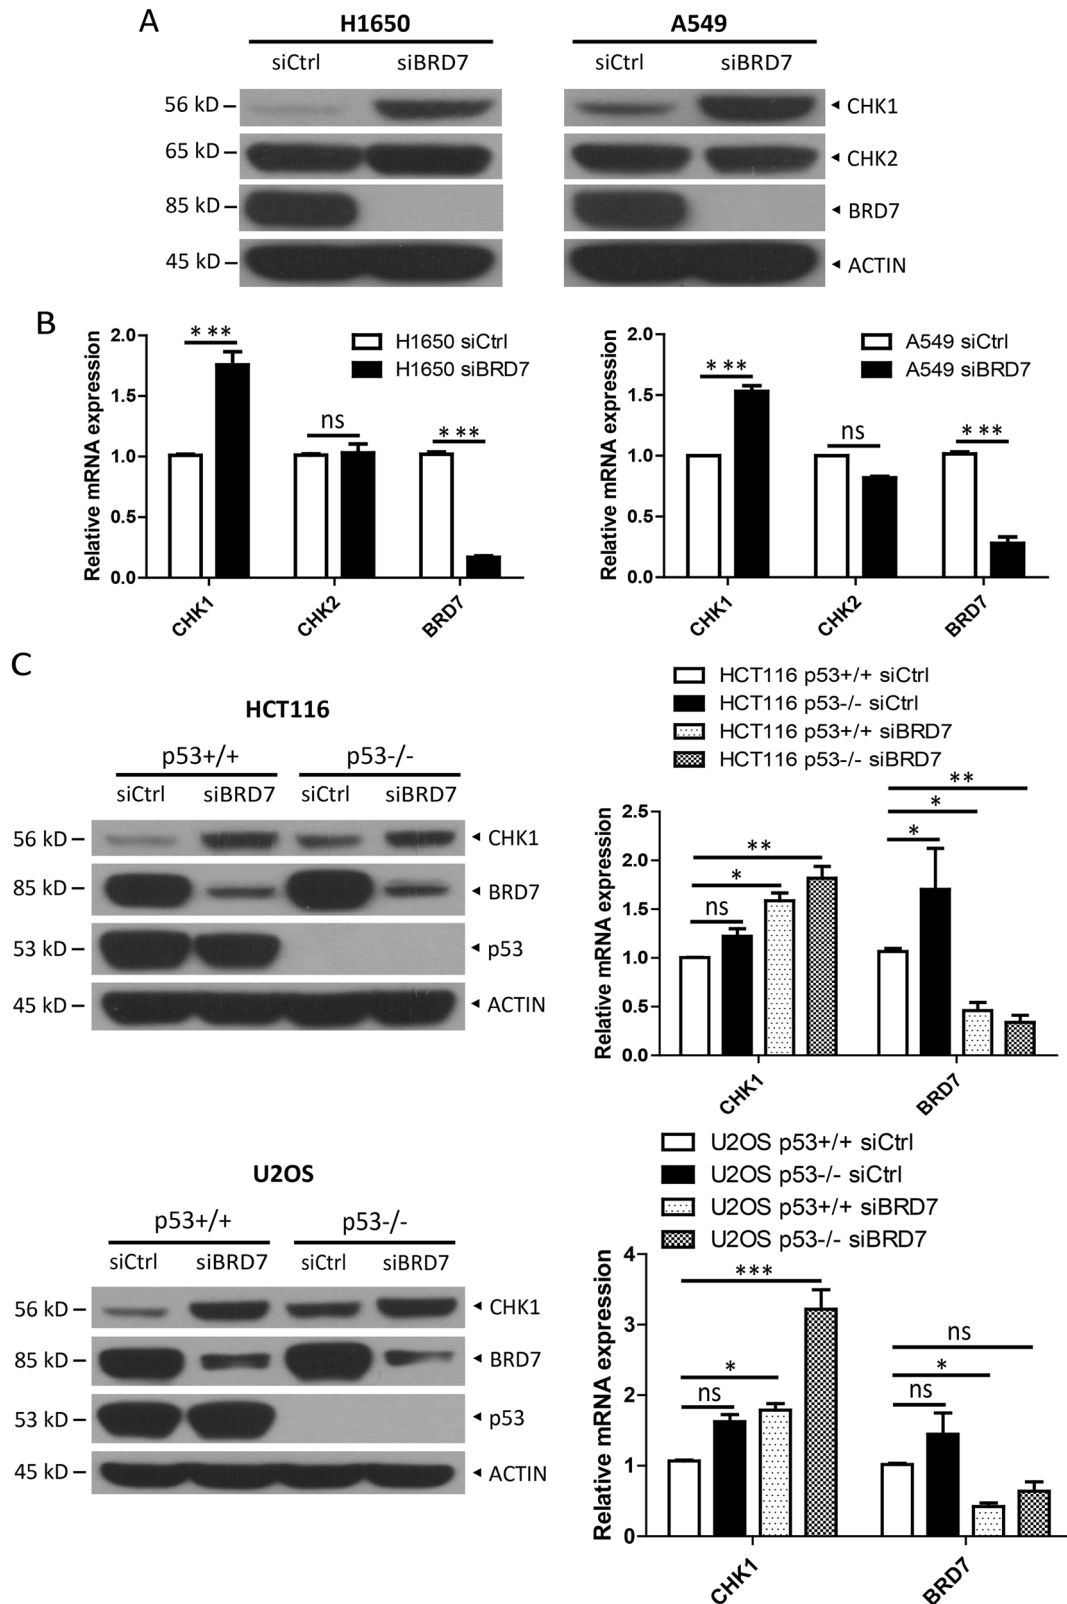 A
H1650
A549
siCtrl siBRD7 siCtrl siBRD7
56 kD CHK1
65 kD CHK2
85 kD BRD7
45 kD ACTIN
B
Relative mRNA expression
2.0
1.5
1.0
0.5
0.0
***
ns
***
H1650 siCtrl
H1650 siBRD7
CHK1
CHK2
BRD7
Relative mRNA expression
2.0
1.5
1.0
0.5
0.0
***
ns
***
A549 siCtrl
A549 siBRD7
CHK1
CHK2
BRD7
C
HCT116
p53+/+ p53-/-
siCtrl siBRD7 siCtrl siBRD7
56 kD CHK1
85 kD BRD7
53 kD p53
45 kD ACTIN
HCT116 p53+/+ siCtrl
HCT116 p53-/- siCtrl
HCT116 p53+/+ siBRD7
HCT116 p53-/- siBRD7
Relative mRNA expression
2.5
2.0
1.5
1.0
0.5
0.0
**
*
ns
**
*
*
CHK1
BRD7
U2OS
p53+/+ p53-/-
siCtrl siBRD7 siCtrl siBRD7
56 kD CHK1
85 kD BRD7
53 kD p53
45 kD ACTIN
U2OS p53+/+ siCtrl
U2OS p53-/- siCtrl
U2OS p53+/+ siBRD7
U2OS p53-/- siBRD7
Relative mRNA expression
4
3
2
1
0
***
*
ns
ns
*
ns
CHK1
BRD7